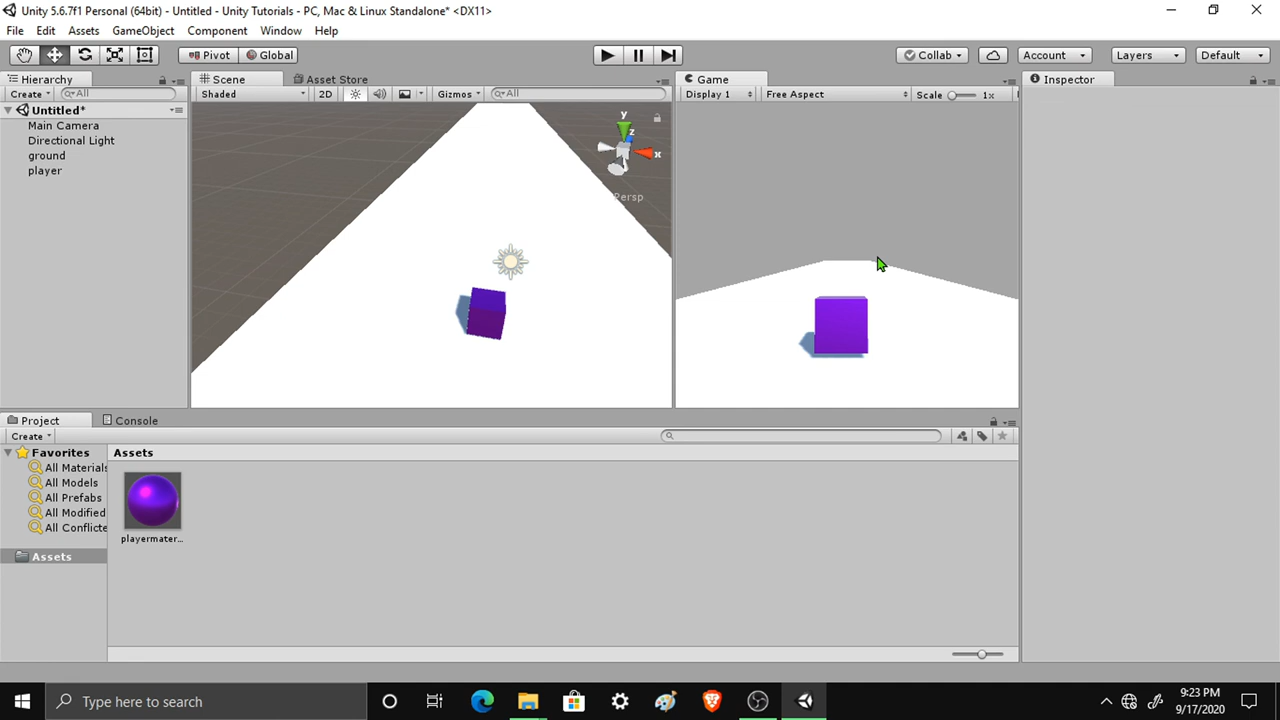 Unity 5.6.7f1 Personal (64bit) - Untitled - Unity Tutorials - PC, Mac & Linux Standalone* <DX11>
File Edit Assets GameObject Component Window Help
Pivot Global Collab Account Layers Default
Hierarchy Scene Asset Store Game Inspector
Create All Shaded 2D Gizmos All Display 1 Free Aspect Scale 1x
Untitled*
Main Camera
Directional Light
ground
player
y
z
x
Persp
Project Console
Create
Favorites
All Materials
All Models
All Prefabs
All Modified
All Conflicte
Assets
Assets
playermater...
Type here to search
9:23 PM
9/17/2020